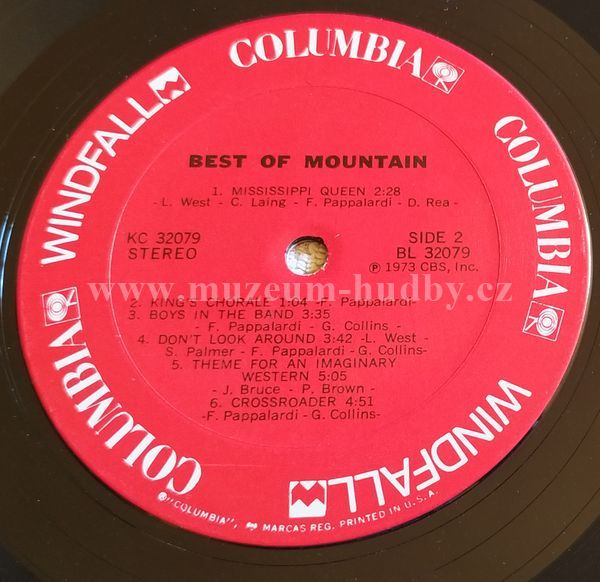 COLUMBIA
COLUMBIA
WINDFALL
COLUMBIA
WINDFALL
BEST OF MOUNTAIN
1. MISSISSIPPI QUEEN 2:28
-L. West - C. Laing - F. Pappalardi - D. Rea-
KC 32079
STEREO
SIDE 2
BL 32079
℗ 1973 CBS, Inc.
www.muzeum-hudby.cz
2. KING'S CHORALE 1:04 -F. Pappalardi-
3. BOYS IN THE BAND 3:35
-F. Pappalardi - G. Collins-
4. DON'T LOOK AROUND 3:42 -L. West -
S. Palmer - F. Pappalardi - G. Collins-
5. THEME FOR AN IMAGINARY
WESTERN 5:05
-J. Bruce - P. Brown-
6. CROSSROADER 4:51
-F. Pappalardi - G. Collins-
®"COLUMBIA", MARCAS REG. PRINTED IN U.S.A.